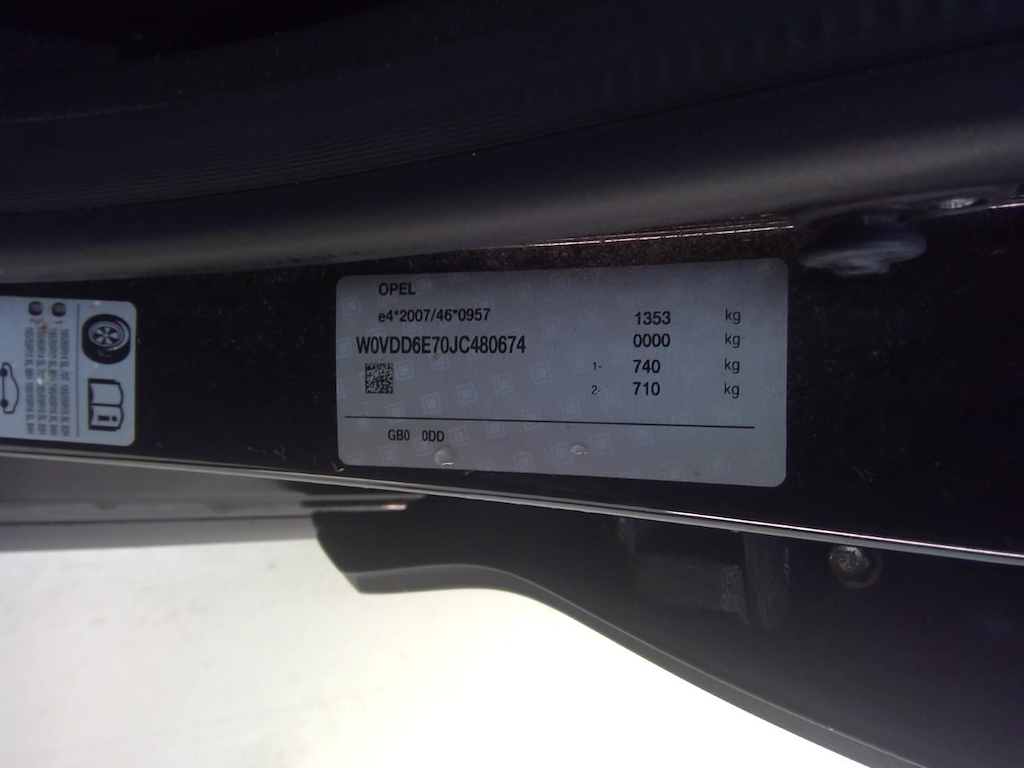 OPEL
e4*2007/46*0957
1353 kg
W0VDD6E70JC480674
0000 kg
1- 740 kg
2- 710 kg
GB0 0DD